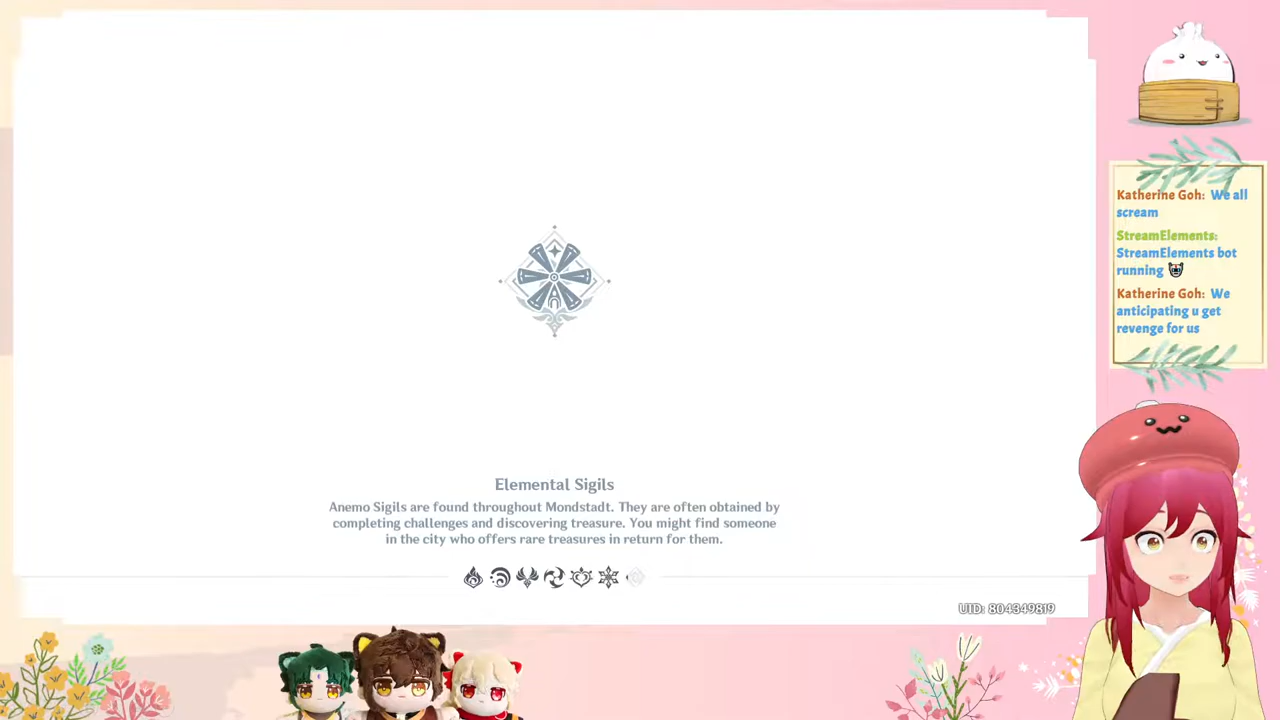 Katherine Goh: We all
scream
StreamElements:
StreamElements bot
running
Katherine Goh: We
anticipating u get
revenge for us
Elemental Sigils
Anemo Sigils are found throughout Mondstadt. They are often obtained by
completing challenges and discovering treasure. You might find someone
in the city who offers rare treasures in return for them.
UID: 804349819